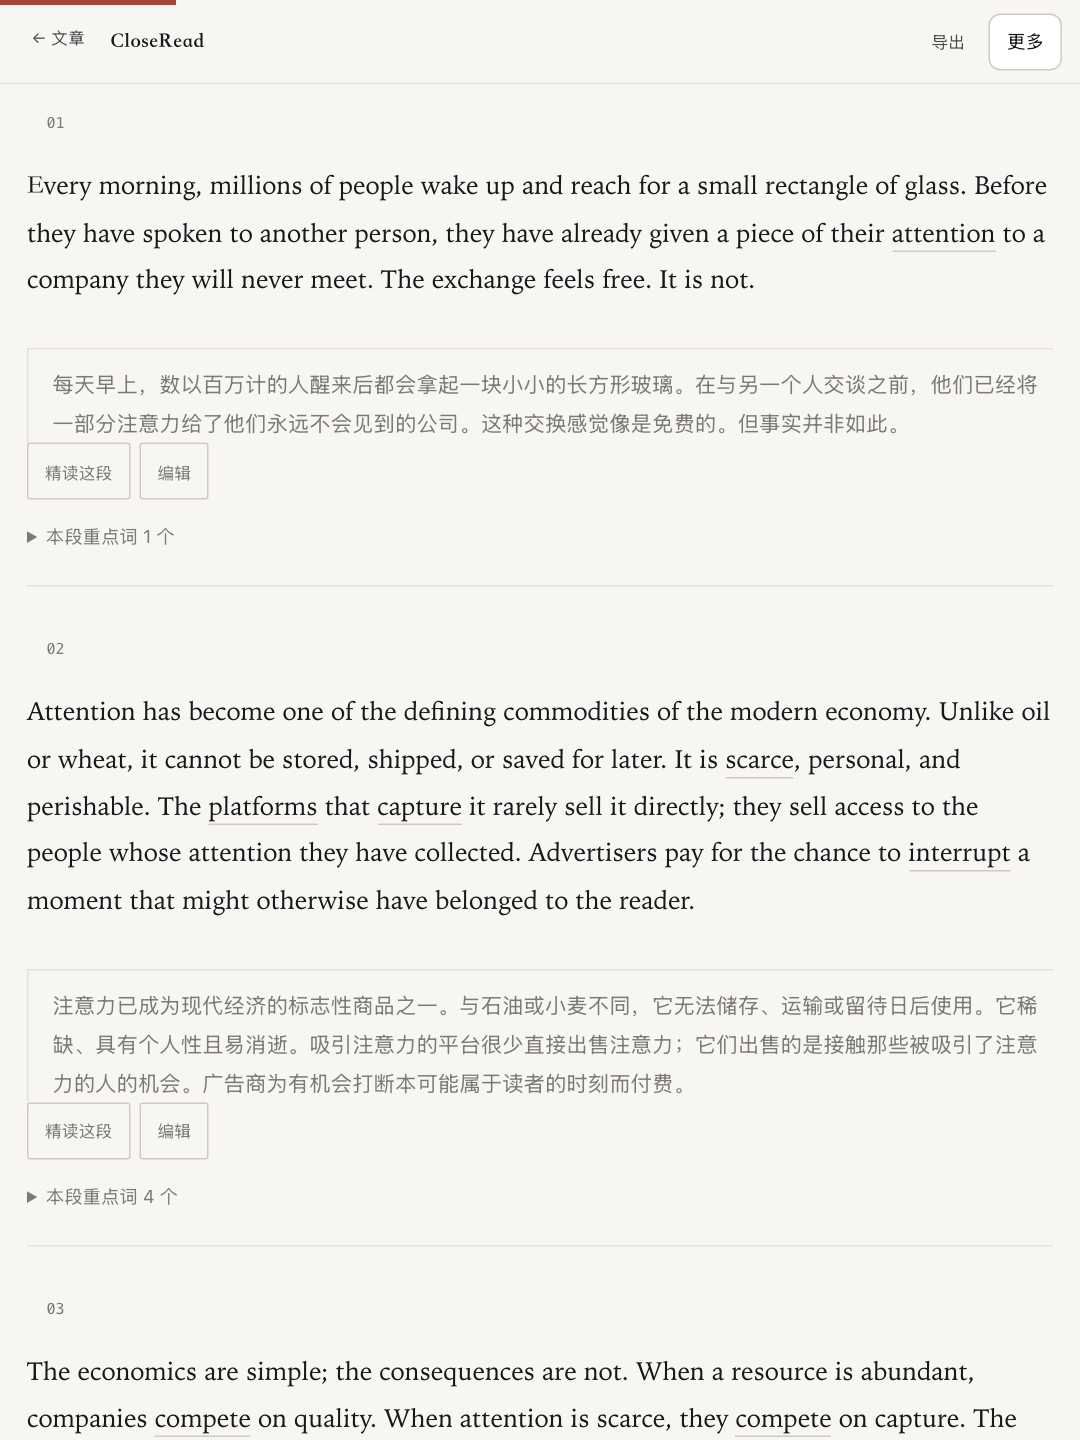 ← 文章 CloseRead 导出 更多
01
Every morning, millions of people wake up and reach for a small rectangle of glass. Before
they have spoken to another person, they have already given a piece of their attention to a
company they will never meet. The exchange feels free. It is not.
每天早上，数以百万计的人醒来后都会拿起一块小小的长方形玻璃。在与另一个人交谈之前，他们已经将
一部分注意力给了他们永远不会见到的公司。这种交换感觉像是免费的。但事实并非如此。
精读这段 编辑
▶ 本段重点词 1 个
02
Attention has become one of the defining commodities of the modern economy. Unlike oil
or wheat, it cannot be stored, shipped, or saved for later. It is scarce, personal, and
perishable. The platforms that capture it rarely sell it directly; they sell access to the
people whose attention they have collected. Advertisers pay for the chance to interrupt a
moment that might otherwise have belonged to the reader.
注意力已成为现代经济的标志性商品之一。与石油或小麦不同，它无法储存、运输或留待日后使用。它稀
缺、具有个人性且易消逝。吸引注意力的平台很少直接出售注意力；它们出售的是接触那些被吸引了注意
力的人的机会。广告商为有机会打断本可能属于读者的时刻而付费。
精读这段 编辑
▶ 本段重点词 4 个
03
The economics are simple; the consequences are not. When a resource is abundant,
companies compete on quality. When attention is scarce, they compete on capture. The